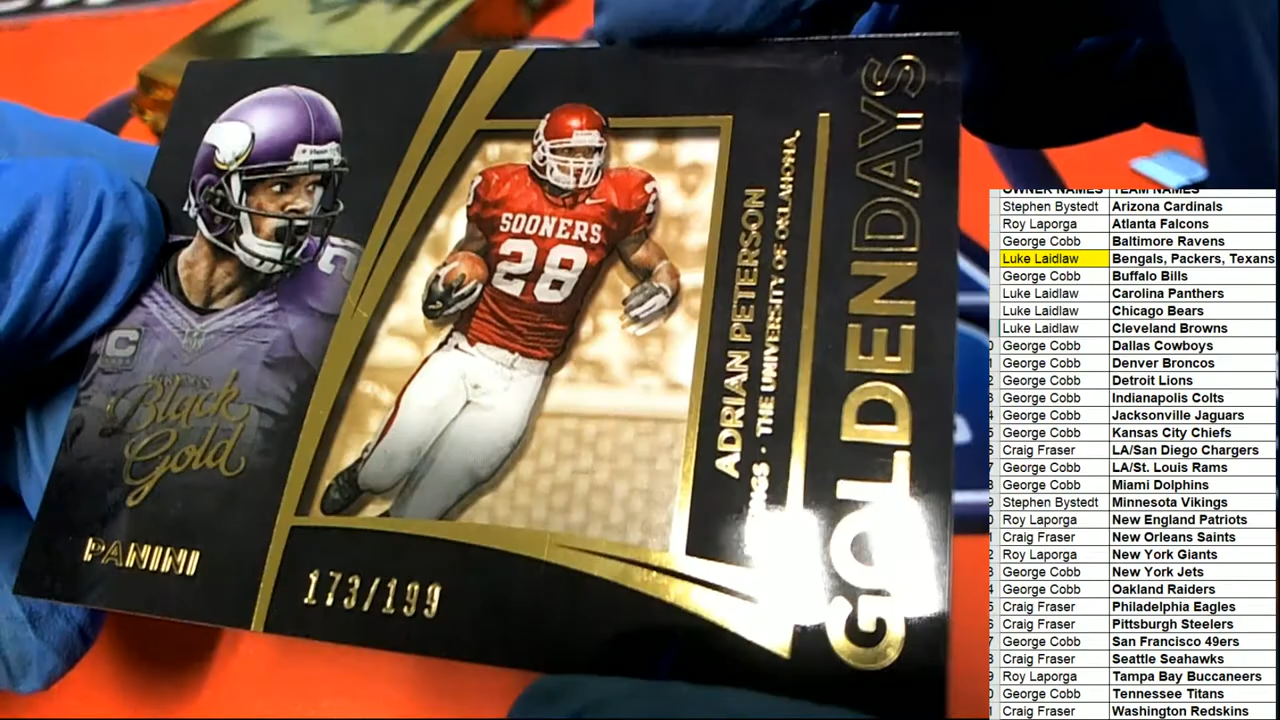 Black
Gold
PANINI
C
SOONERS
28
ADRIAN PETERSON
· THE UNIVERSITY OF OKLAHOMA.
GOLDENDAYS
173/199
OWNER NAMES TEAM NAMES
Stephen Bystedt Arizona Cardinals
Roy Laporga Atlanta Falcons
George Cobb Baltimore Ravens
Luke Laidlaw Bengals, Packers, Texans
George Cobb Buffalo Bills
Luke Laidlaw Carolina Panthers
Luke Laidlaw Chicago Bears
Luke Laidlaw Cleveland Browns
George Cobb Dallas Cowboys
George Cobb Denver Broncos
George Cobb Detroit Lions
George Cobb Indianapolis Colts
George Cobb Jacksonville Jaguars
George Cobb Kansas City Chiefs
Craig Fraser LA/San Diego Chargers
George Cobb LA/St. Louis Rams
George Cobb Miami Dolphins
Stephen Bystedt Minnesota Vikings
Roy Laporga New England Patriots
Craig Fraser New Orleans Saints
Roy Laporga New York Giants
George Cobb New York Jets
George Cobb Oakland Raiders
Craig Fraser Philadelphia Eagles
Craig Fraser Pittsburgh Steelers
George Cobb San Francisco 49ers
Craig Fraser Seattle Seahawks
Roy Laporga Tampa Bay Buccaneers
George Cobb Tennessee Titans
Craig Fraser Washington Redskins